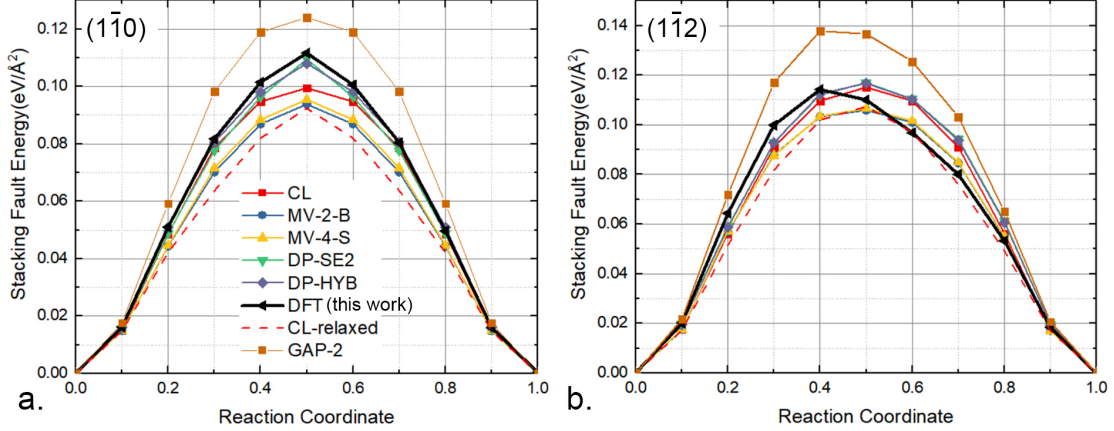 (11̅0)
Stacking Fault Energy(eV/Å²)
0.12
0.10
0.08
0.06
0.04
0.02
0.00
CL
MV-2-B
MV-4-S
DP-SE2
DP-HYB
DFT (this work)
CL-relaxed
GAP-2
0.0 0.2 0.4 0.6 0.8 1.0
Reaction Coordinate
a.
(11̅2)
Stacking Fault Energy(eV/Å²)
0.14
0.12
0.10
0.08
0.06
0.04
0.02
0.00
0.0 0.2 0.4 0.6 0.8 1.0
Reaction Coordinate
b.